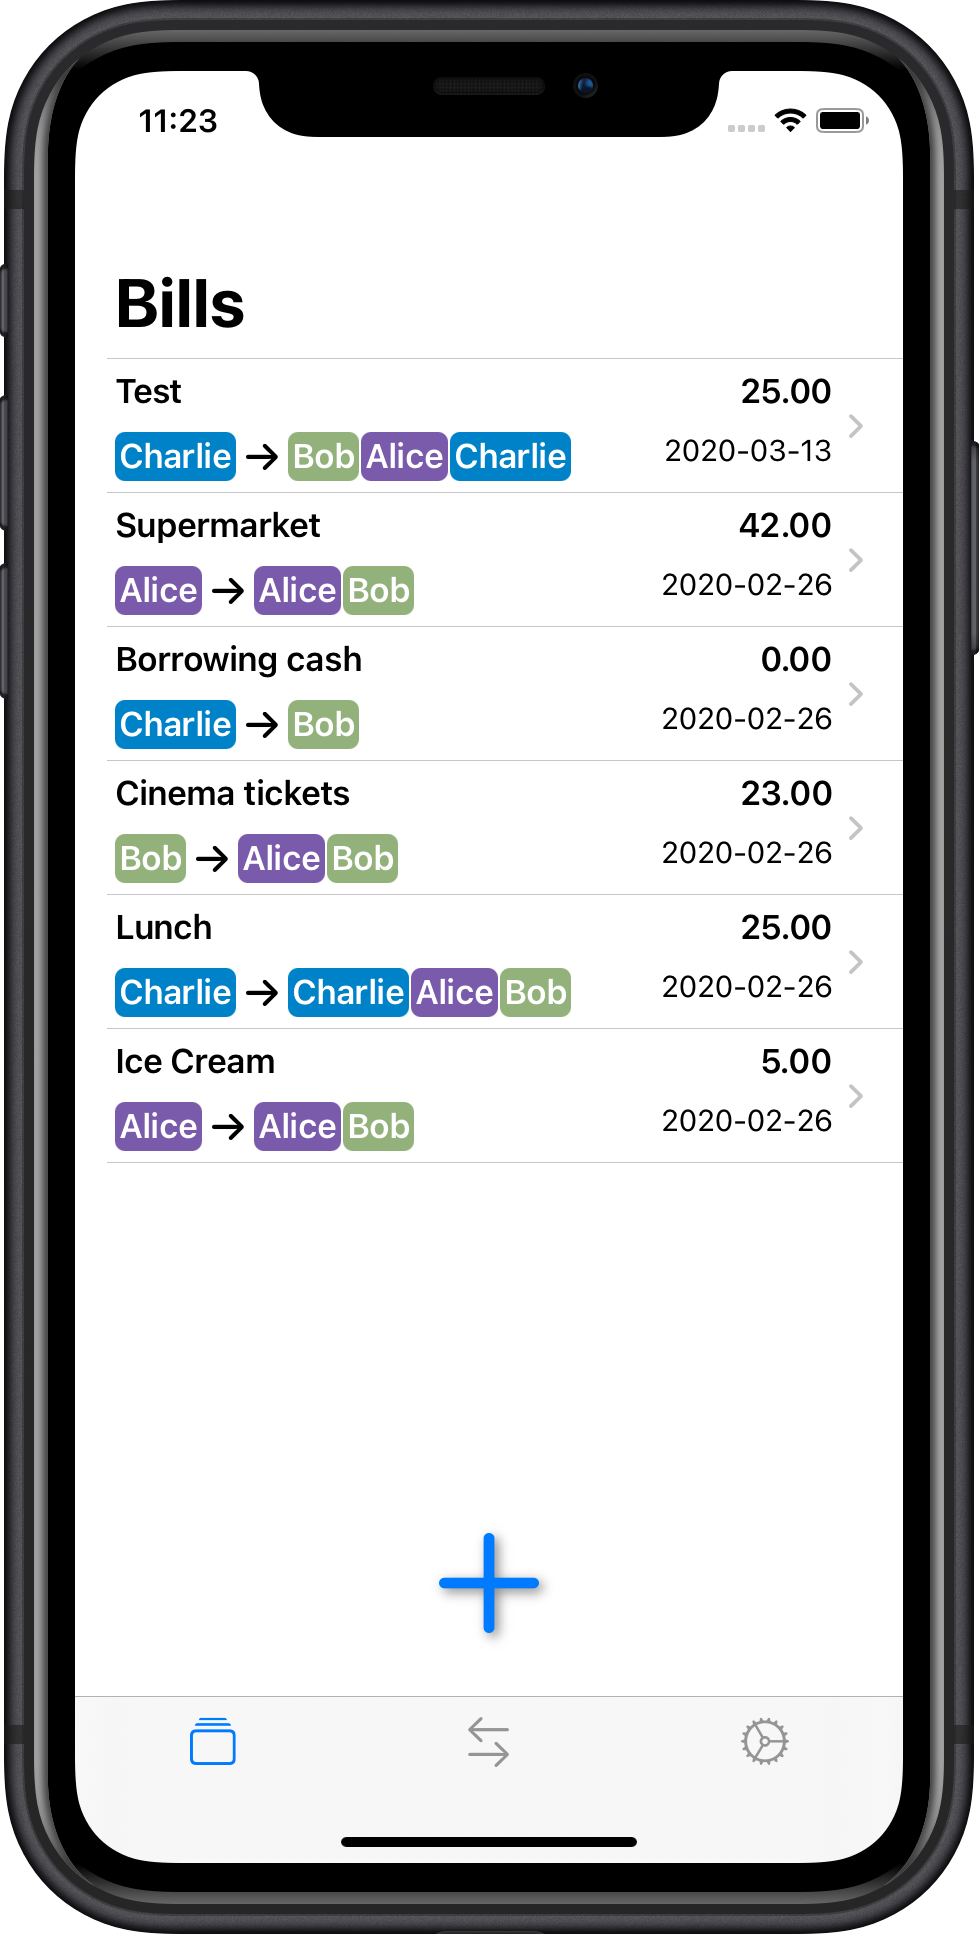 11:23
Bills
Test 25.00
Charlie → Bob Alice Charlie 2020-03-13
Supermarket 42.00
Alice → Alice Bob 2020-02-26
Borrowing cash 0.00
Charlie → Bob 2020-02-26
Cinema tickets 23.00
Bob → Alice Bob 2020-02-26
Lunch 25.00
Charlie → Charlie Alice Bob 2020-02-26
Ice Cream 5.00
Alice → Alice Bob 2020-02-26